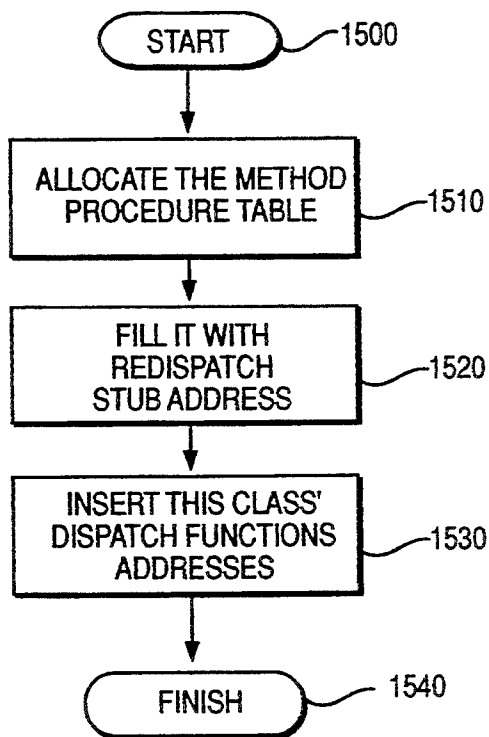 START
1500
ALLOCATE THE METHOD
PROCEDURE TABLE
1510
FILL IT WITH
REDISPATCH
STUB ADDRESS
1520
INSERT THIS CLASS'
DISPATCH FUNCTIONS
ADDRESSES
1530
FINISH
1540